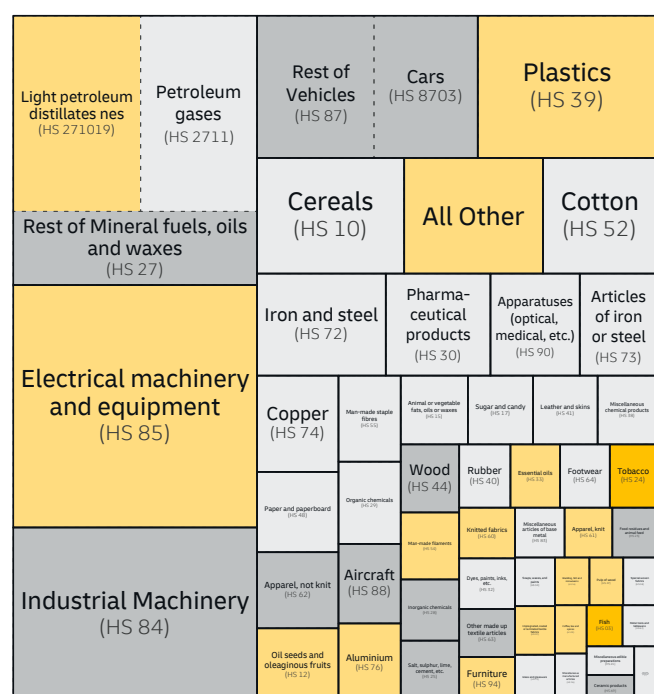 Light petroleum
distillates nes
(HS 271019)
Petroleum
gases
(HS 2711)
Rest of Mineral fuels, oils
and waxes
(HS 27)
Electrical machinery
and equipment
(HS 85)
Industrial Machinery
(HS 84)
Rest of
Vehicles
(HS 87)
Cars
(HS 8703)
Plastics
(HS 39)
Cereals
(HS 10)
All Other
Cotton
(HS 52)
Iron and steel
(HS 72)
Pharma-
ceutical
products
(HS 30)
Apparatuses
(optical,
medical, etc.)
(HS 90)
Articles
of iron
or steel
(HS 73)
Copper
(HS 74)
Man-made staple
fibres
(HS 55)
Animal or vegetable
fats, oils or waxes
(HS 15)
Sugar and candy
(HS 17)
Leather and skins
(HS 41)
Miscellaneous
chemical products
(HS 38)
Paper and paperboard
(HS 48)
Organic chemicals
(HS 29)
Wood
(HS 44)
Rubber
(HS 40)
Essential oils
(HS 33)
Footwear
(HS 64)
Tobacco
(HS 24)
Man-made filaments
(HS 54)
Knitted fabrics
(HS 60)
Miscellaneous
articles of base
metal
(HS 83)
Apparel, knit
(HS 61)
Food residues and
animal feed
Apparel, not knit
(HS 62)
Aircraft
(HS 88)
Inorganic chemicals
(HS 28)
Dyes, paints, inks,
etc.
(HS 32)
Pulp of wood
Other made up
textile articles
(HS 63)
Fish
(HS 03)
Oil seeds and
oleaginous fruits
(HS 12)
Aluminium
(HS 76)
Salt, sulphur, lime,
cement, etc.
(HS 25)
Furniture
(HS 94)
Miscellaneous edible
preparations
Ceramic products